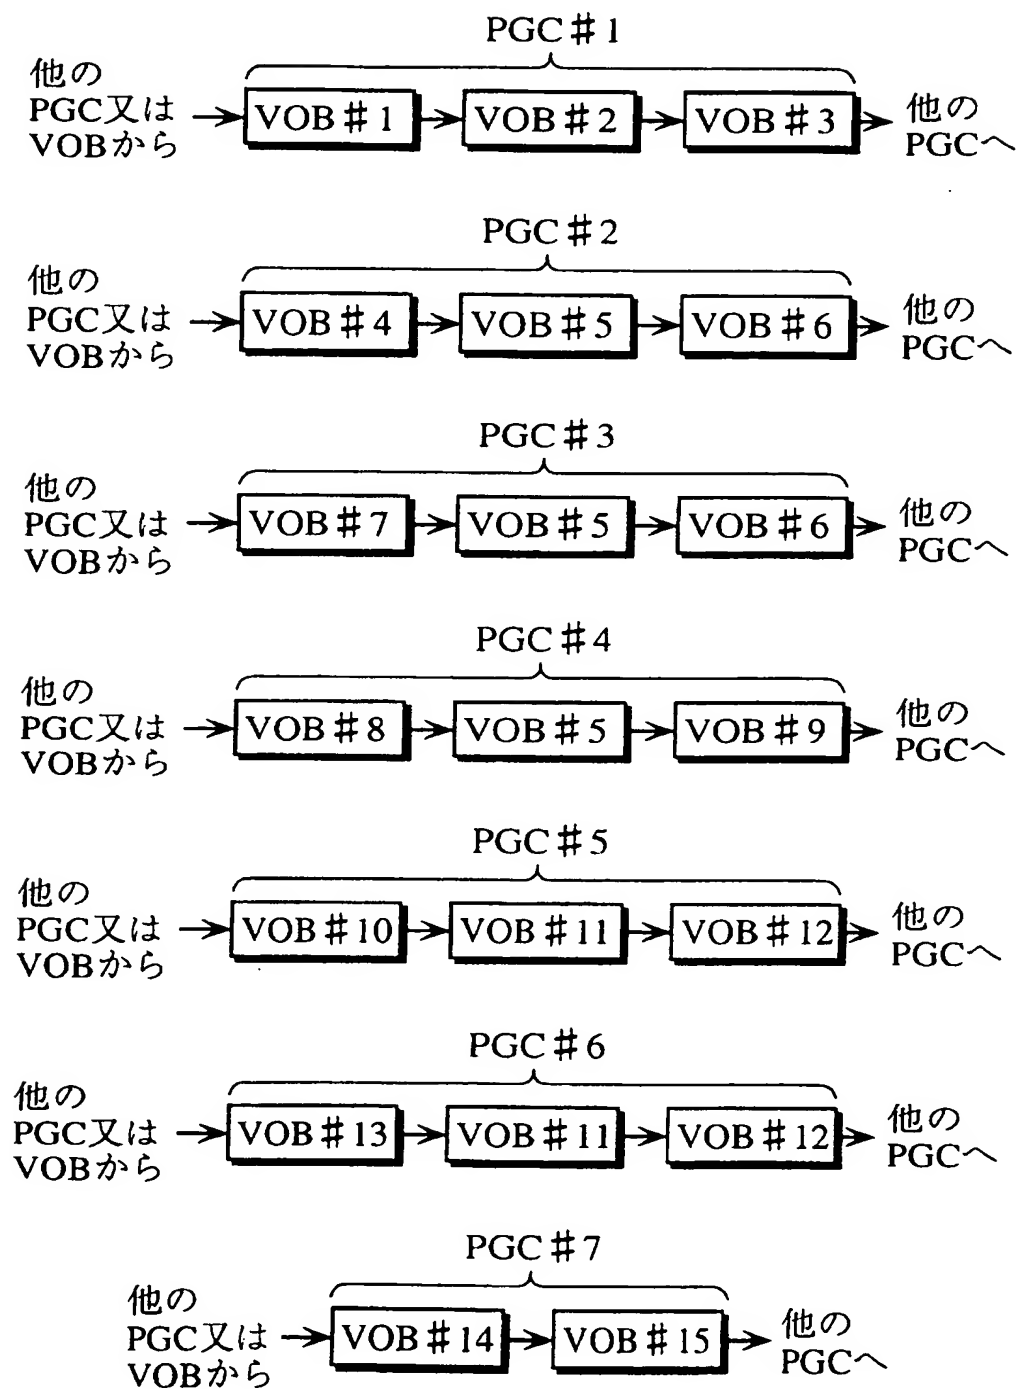 PGC#1
他の
PGC又は
VOBから
VOB#1
VOB#2
VOB#3
他の
PGCへ
PGC#2
他の
PGC又は
VOBから
VOB#4
VOB#5
VOB#6
他の
PGCへ
PGC#3
他の
PGC又は
VOBから
VOB#7
VOB#5
VOB#6
他の
PGCへ
PGC#4
他の
PGC又は
VOBから
VOB#8
VOB#5
VOB#9
他の
PGCへ
PGC#5
他の
PGC又は
VOBから
VOB#10
VOB#11
VOB#12
他の
PGCへ
PGC#6
他の
PGC又は
VOBから
VOB#13
VOB#11
VOB#12
他の
PGCへ
PGC#7
他の
PGC又は
VOBから
VOB#14
VOB#15
他の
PGCへ